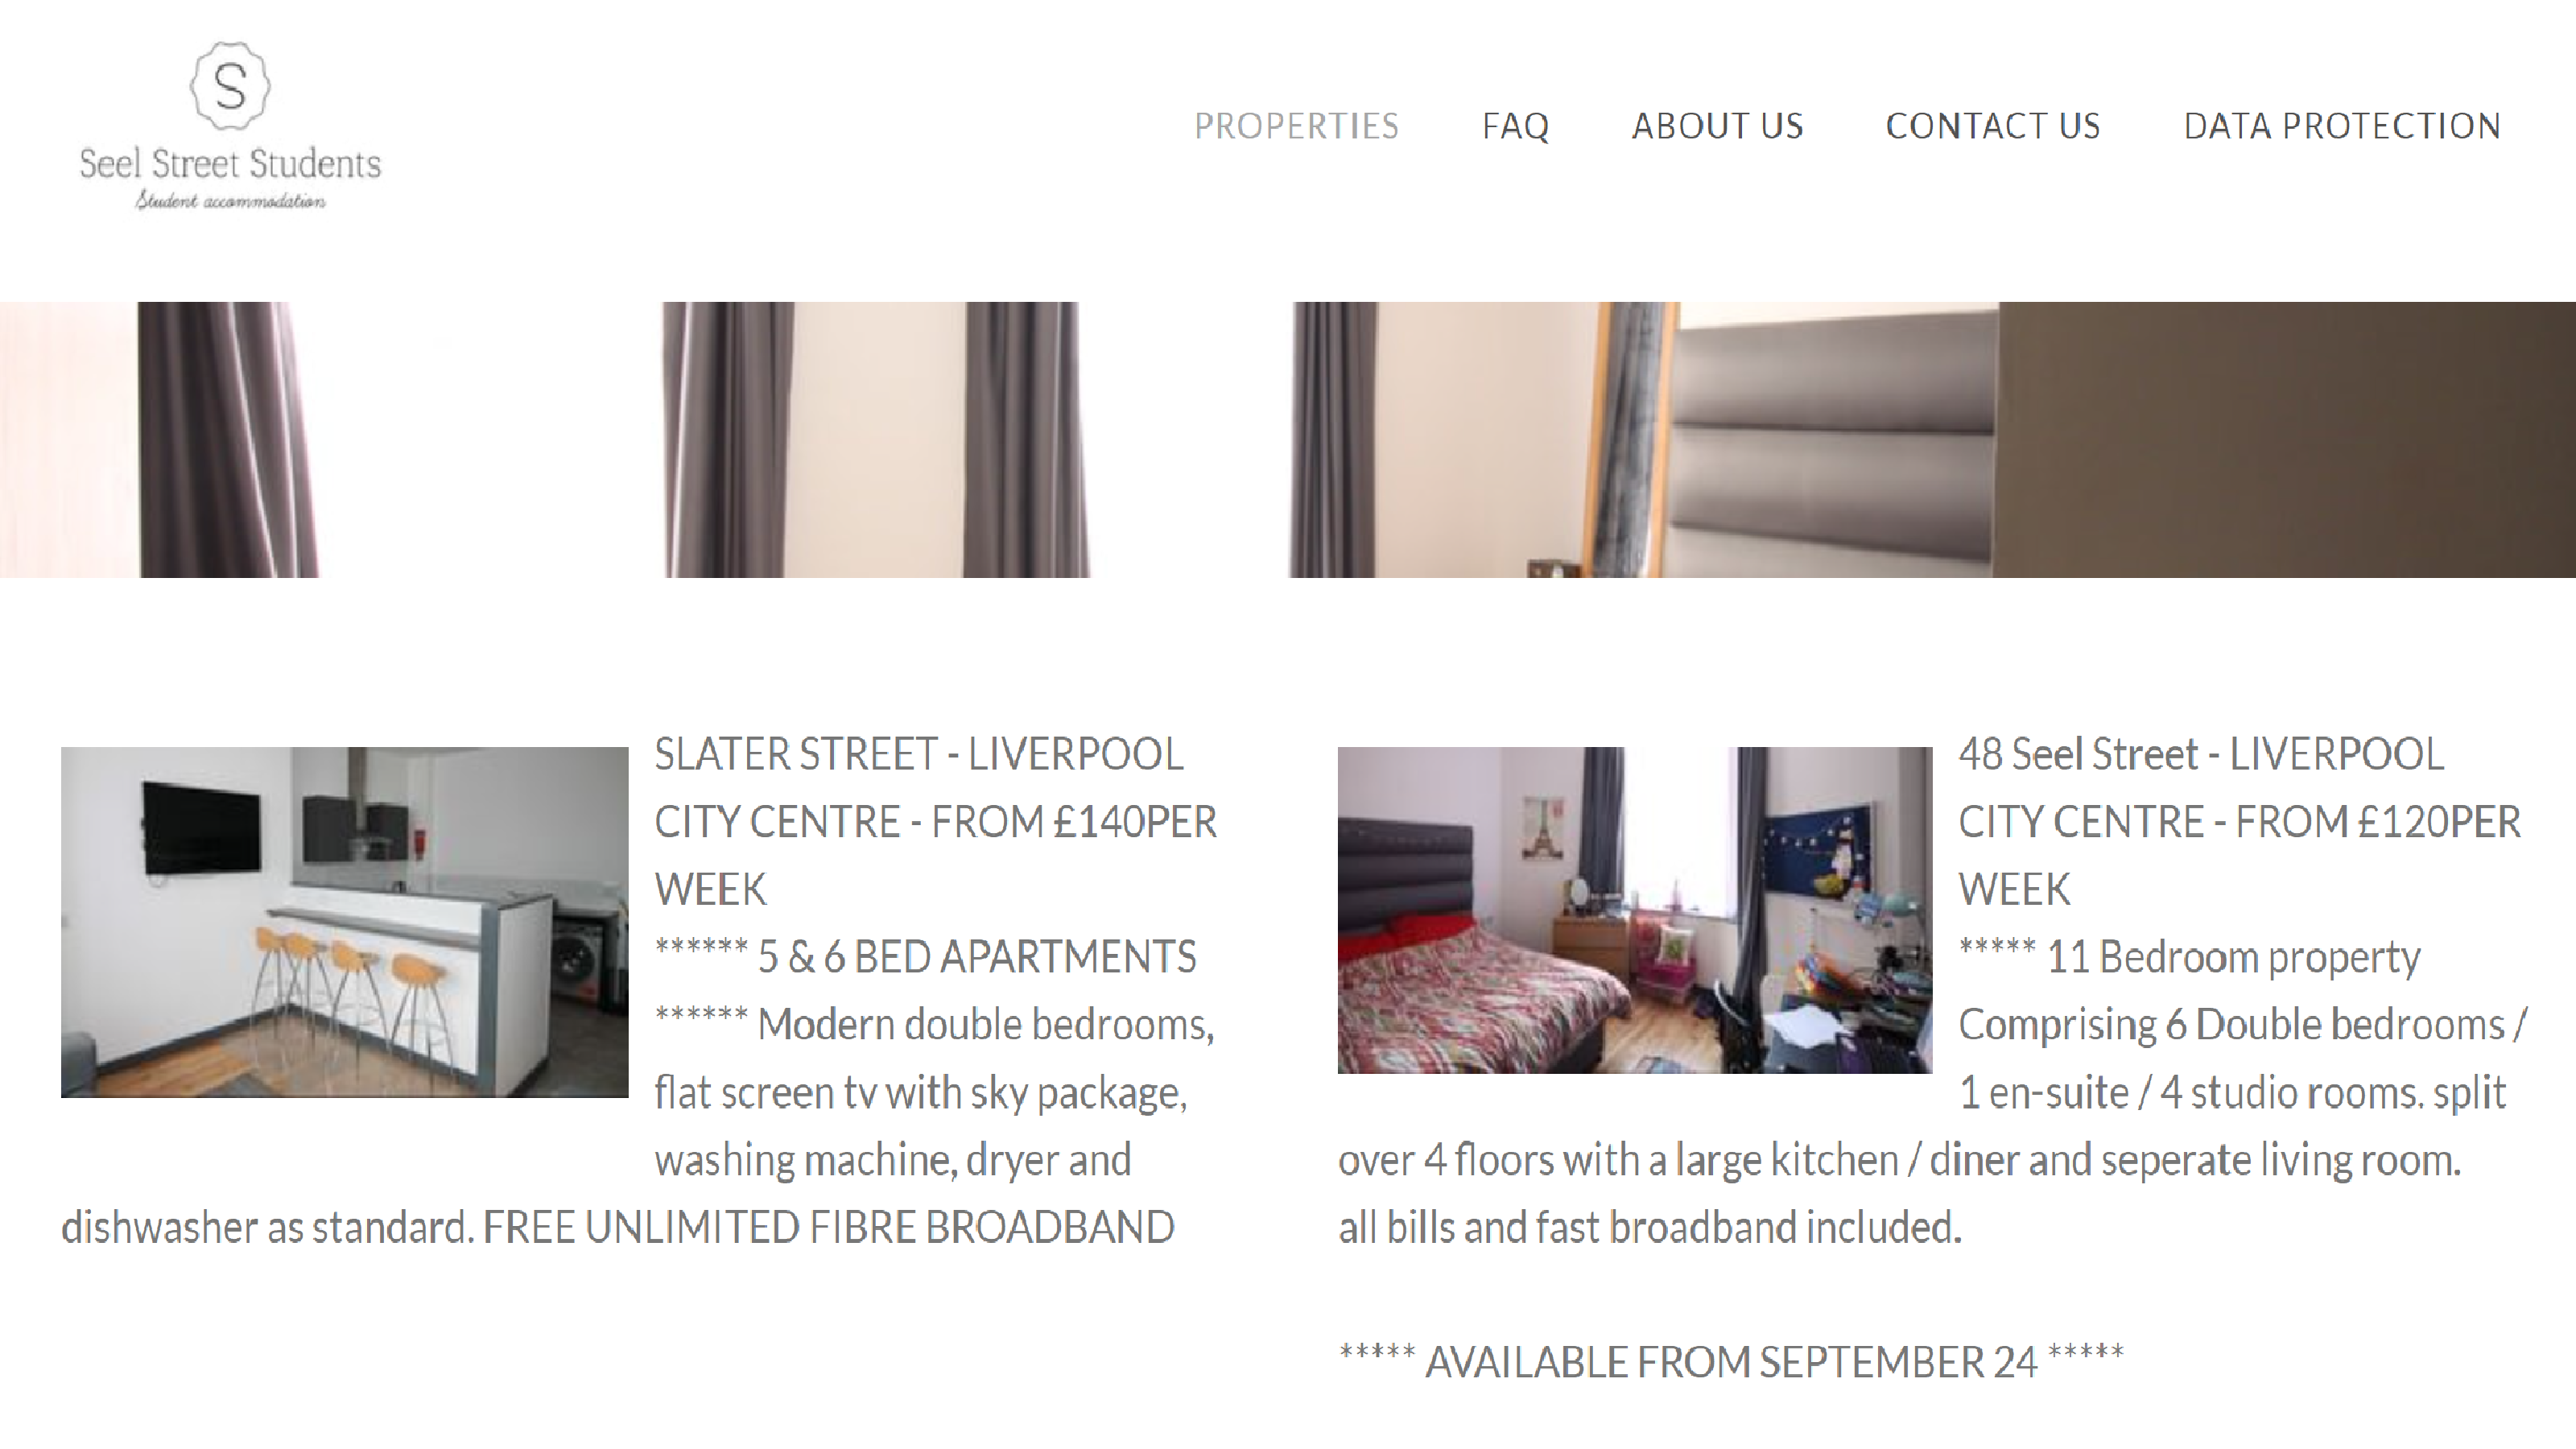 S
Seel Street Students
Student accommodation
PROPERTIES FAQ ABOUT US CONTACT US DATA PROTECTION
SLATER STREET - LIVERPOOL
CITY CENTRE - FROM £140PER
WEEK
****** 5 & 6 BED APARTMENTS
****** Modern double bedrooms,
flat screen tv with sky package,
washing machine, dryer and
dishwasher as standard. FREE UNLIMITED FIBRE BROADBAND
48 Seel Street - LIVERPOOL
CITY CENTRE - FROM £120PER
WEEK
***** 11 Bedroom property
Comprising 6 Double bedrooms /
1 en-suite / 4 studio rooms. split
over 4 floors with a large kitchen / diner and seperate living room.
all bills and fast broadband included.
***** AVAILABLE FROM SEPTEMBER 24 *****